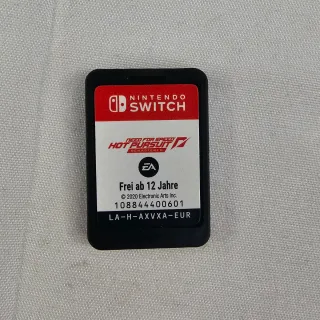 NINTENDO
SWITCH
NEED FOR SPEED
HOT PURSUIT
REMASTERED
EA
Frei ab 12 Jahre
© 2020 Electronic Arts Inc.
108844400601
LA-H-AXVXA-EUR